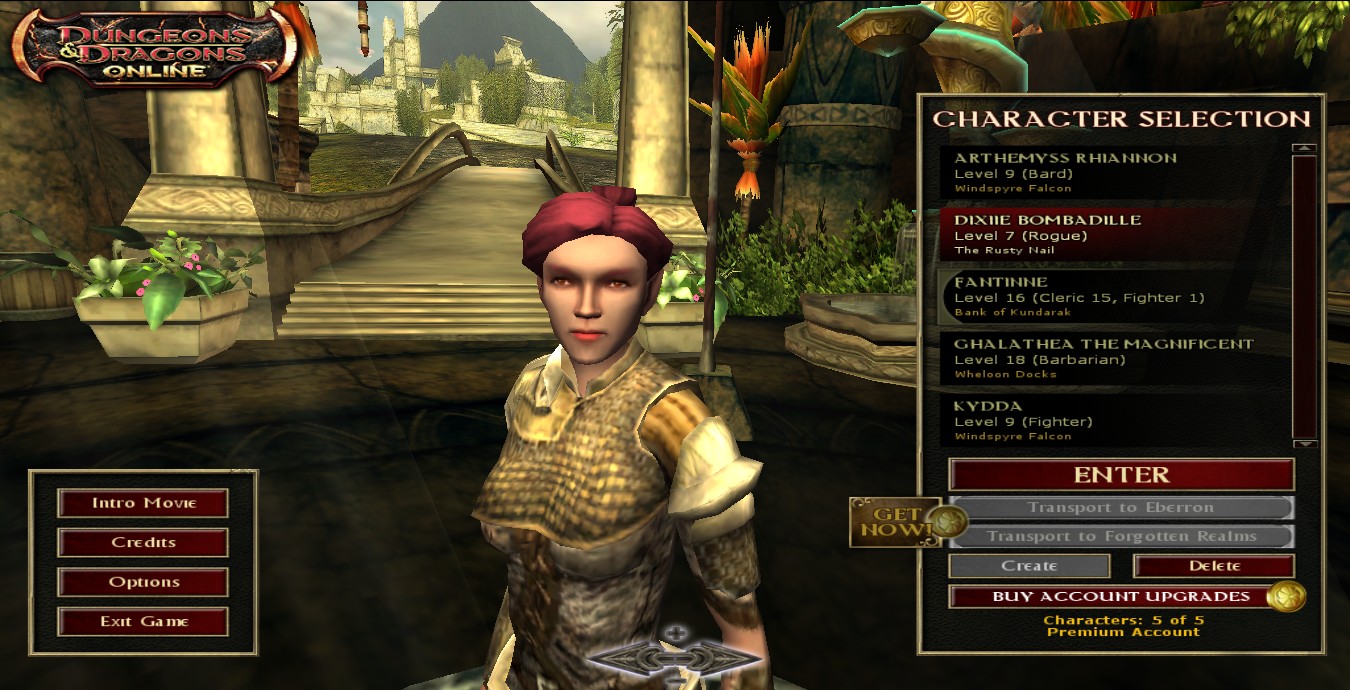 DUNGEONS
& DRAGONS
ONLINE
CHARACTER SELECTION
ARTHEMYSS RHIANNON
Level 9 (Bard)
Windspyre Falcon
DIXIIE BOMBADILLE
Level 7 (Rogue)
The Rusty Nail
FANTINNE
Level 16 (Cleric 15, Fighter 1)
Bank of Kundarak
GHALATHEA THE MAGNIFICENT
Level 18 (Barbarian)
Wheloon Docks
KYDDA
Level 9 (Fighter)
Windspyre Falcon
ENTER
GET
NOW!
Transport to Eberron
Transport to Forgotten Realms
Create
Delete
BUY ACCOUNT UPGRADES
Characters: 5 of 5
Premium Account
Intro Movie
Credits
Options
Exit Game